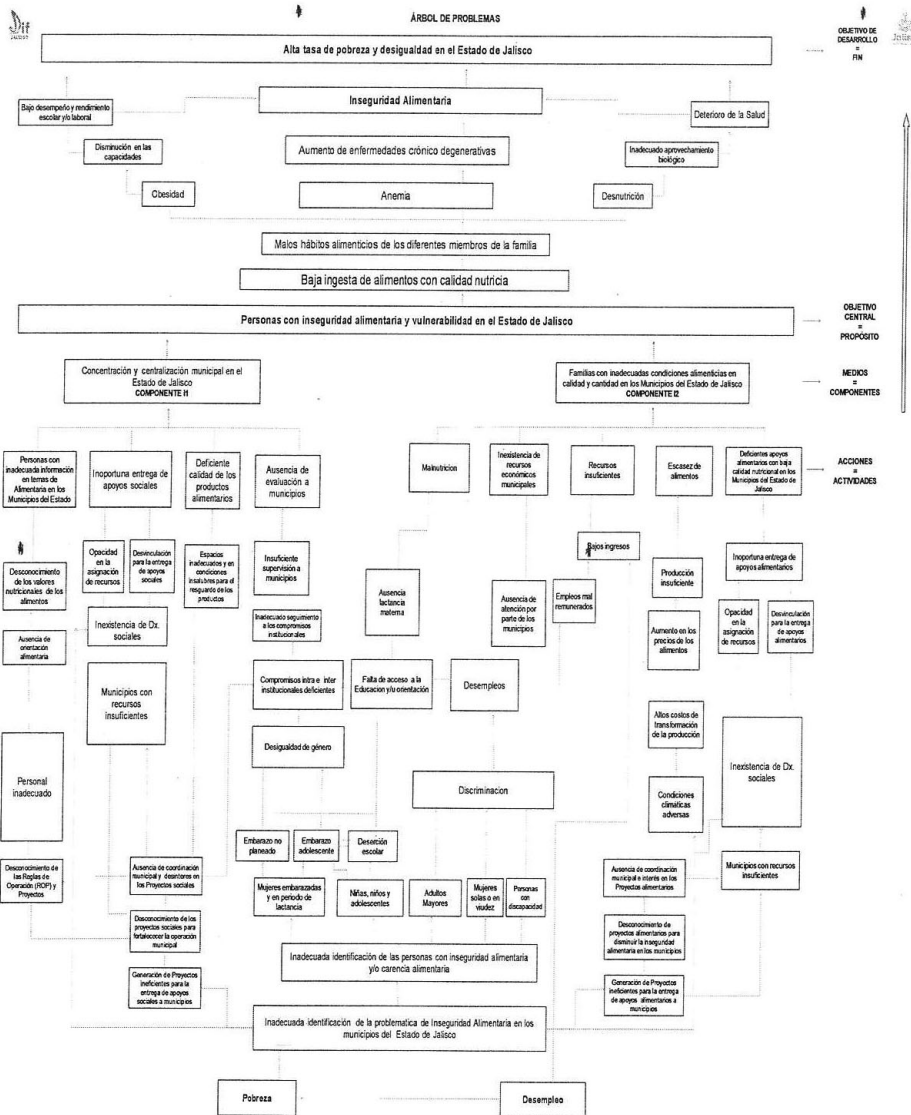 Dif
JALISCO
ÁRBOL DE PROBLEMAS
Jalisco
Alta tasa de pobreza y desigualdad en el Estado de Jalisco
OBJETIVO DE
DESARROLLO
=
FIN
Bajo desempeño y rendimiento
escolar y/o laboral
Inseguridad Alimentaria
Deterioro de la Salud
Disminución en las
capacidades
Aumento de enfermedades crónico degenerativas
Inadecuado aprovechamiento
biológico
Obesidad
Anemia
Desnutrición
Malos hábitos alimenticios de los diferentes miembros de la familia
Baja ingesta de alimentos con calidad nutricia
Personas con inseguridad alimentaria y vulnerabilidad en el Estado de Jalisco
OBJETIVO
CENTRAL
=
PROPÓSITO
Concentración y centralización municipal en el
Estado de Jalisco
COMPONENTE I1
Familias con inadecuadas condiciones alimenticias en
calidad y cantidad en los Municipios del Estado de Jalisco
COMPONENTE I2
MEDIOS
=
COMPONENTES
Personas con
inadecuada información
en temas de
Alimentaria en los
Municipios del Estado
Inoportuna entrega de
apoyos sociales
Deficiente
calidad de los
productos
alimentarios
Ausencia de
evaluación a
municipios
Malnutricion
Inexistencia de
recursos
económicos
municipales
Recursos
insuficientes
Escasez de
alimentos
Deficientes apoyos
alimentarios con baja
calidad nutricional en los
Municipios del Estado de
Jalisco
ACCIONES
=
ACTIVIDADES
Desconocimiento
de los valores
nutricionales de los
alimentos
Opacidad
en la
asignación
de recursos
Desvinculación
para la entrega
de apoyos
sociales
Espacios
inadecuados y en
condiciones
insalubres para el
resguardo de los
productos
Insuficiente
supervisión a
municipios
Ausencia
lactancia
materna
Ausencia de
atención por
parte de los
municipios
Bajos ingresos
Empleos mal
remunerados
Producción
insuficiente
Inoportuna entrega de
apoyos alimentarios
Ausencia de
orientación
alimentaria
Inexistencia de Dx.
sociales
Inadecuado seguimiento
a los compromisos
institucionales
Aumento en los
precios de los
alimentos
Opacidad
en la
asignación
de recursos
Desvinculación
para la entrega
de apoyos
alimentarios
Municipios con
recursos
insuficientes
Compromisos intra e inter
institucionales deficientes
Falta de acceso a la
Educacion y/u orientación
Desempleos
Altos costos de
transformación
de la producción
Personal
inadecuado
Desigualdad de género
Discriminacion
Condiciones
climáticas
adversas
Inexistencia de Dx.
sociales
Embarazo no
planeado
Embarazo
adolescente
Deserción
escolar
Desconocimiento de
las Reglas de
Operación (ROP) y
Proyectos
Ausencia de coordinación
municipal y desinteres en
los Proyectos sociales
Mujeres embarazadas
y en periodo de
lactancia
Niñas, niños y
adolescentes
Adultos
Mayores
Mujeres
solas o en
viudez
Personas
con
discapacidad
Ausencia de coordinación
municipal e interés en los
Proyectos alimentarios
Municipios con recursos
insuficientes
Desconocimiento de los
proyectos sociales para
fortalececer la operación
municipal
Inadecuada identificación de las personas con inseguridad alimentaria
y/o carencia alimentaria
Desconocimiento de
proyectos alimentarios para
disminuir la inseguridad
alimentaria en los municipios
Generación de Proyectos
ineficientes para la
entrega de apoyos
sociales a municipios
Inadecuada identificación de la problematica de Inseguridad Alimentaria en los
municipios del Estado de Jalisco
Generación de Proyectos
ineficientes para la entrega
de apoyos alimentarios a
municipios
Pobreza
Desempleo